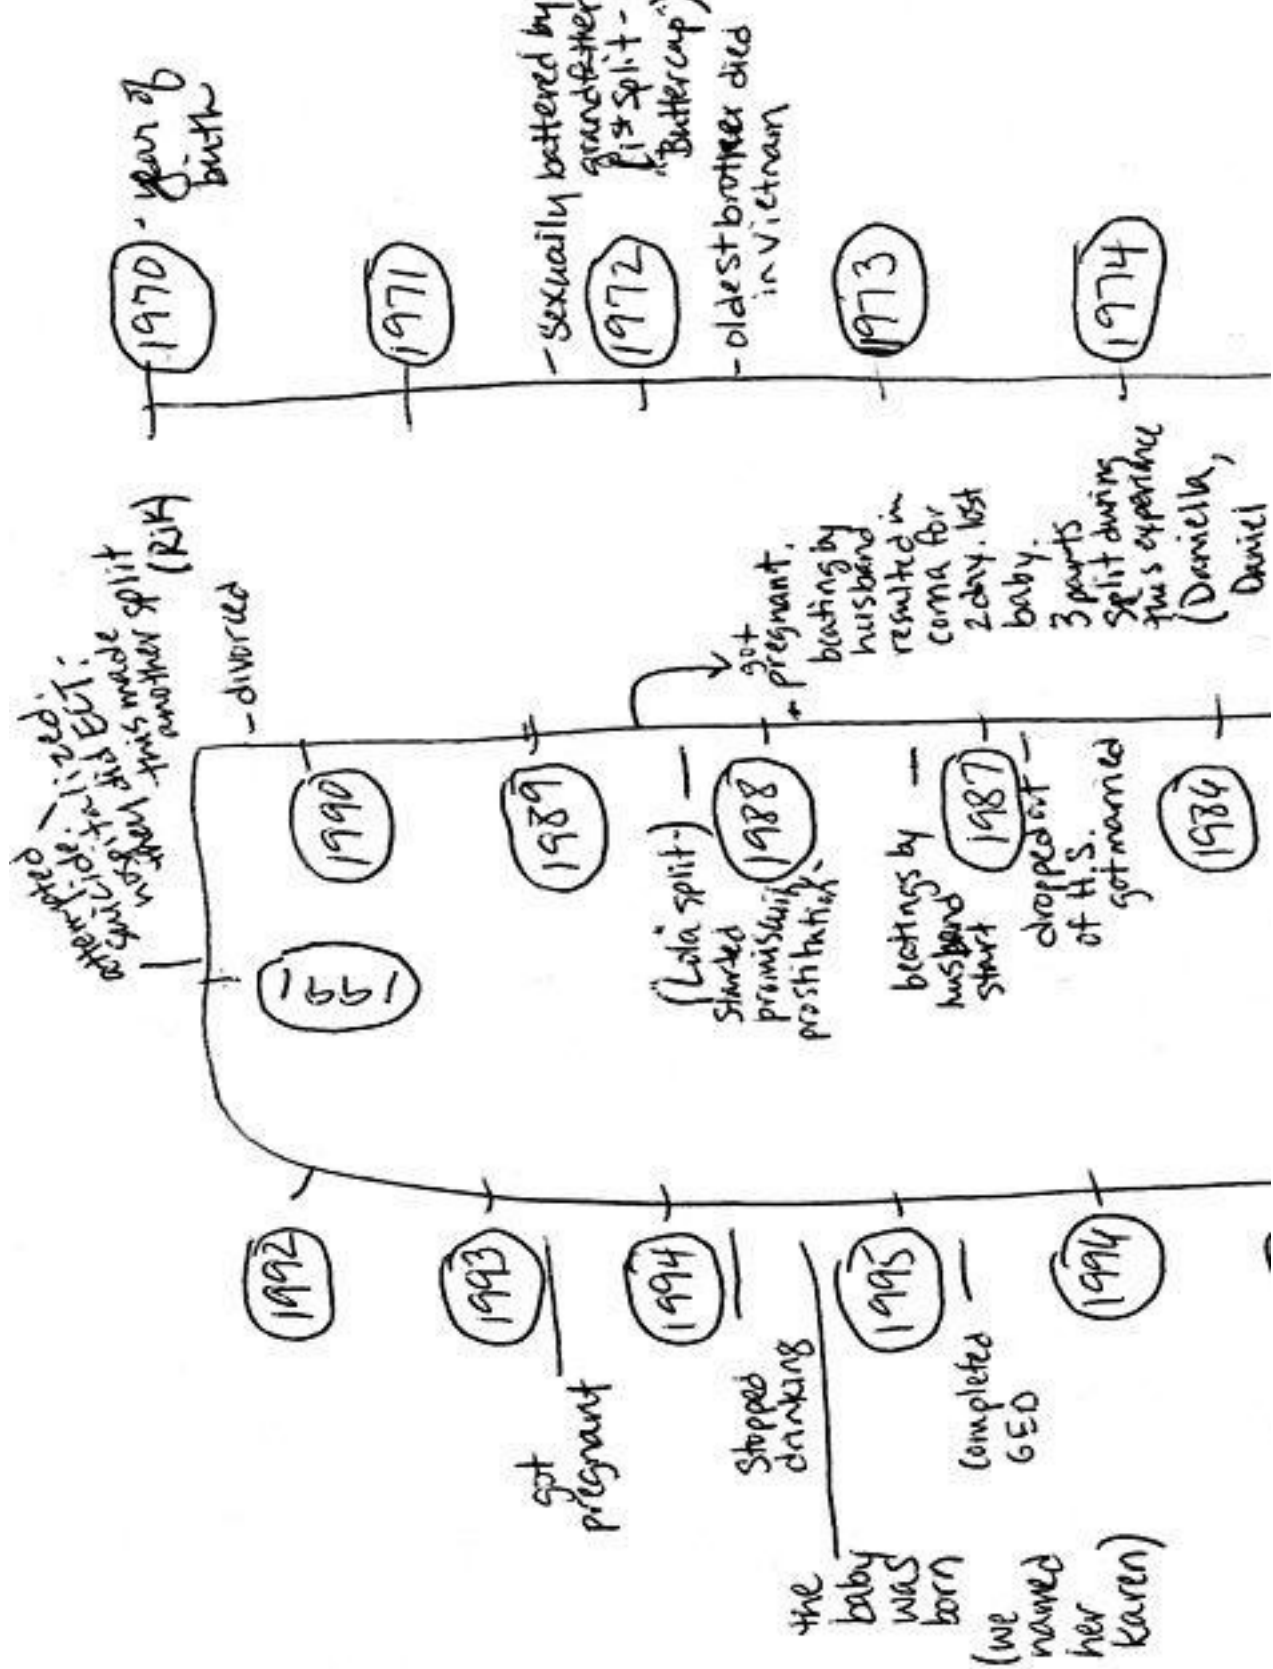 1970 - year of
birth
1971
- sexually battered by
grandfather
(1st split -
"Buttercup")
1972
- oldest brother died
in Vietnam
1973
1974
1986
dropped out -
of H.S.
got married
1987
beatings by -
husband
start
got
pregnant.
beating by
husband
resulted in
coma for
2 day. lost
baby.
3 parts
split during
this experience
(Daniella,
Daniel
1988
("Lola" split-)
started
prostitution
1989
1990
- divorced
1991
attempted -
suicide
hospitalized.
They did ECT.
this made
another split
(Rik)
1992
1993
got
pregnant
1994
Stopped
drinking
the
baby
was
born
(we
named
her
Karen)
1995
completed -
GED
1996